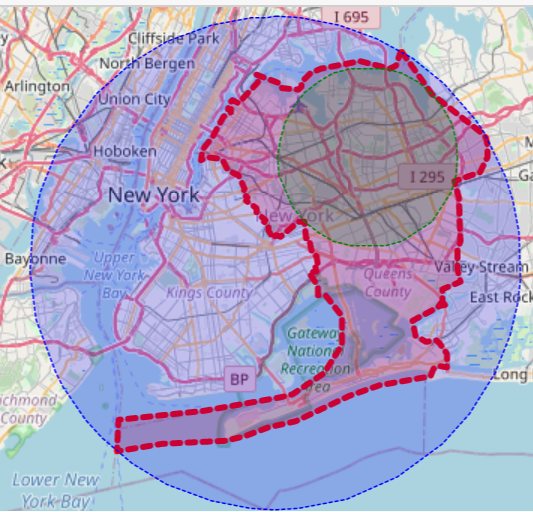 I 695
Cliffside Park
North Bergen
Arlington
Union City
Hoboken
New York
I 295
New York
Upper
New York
Bay
Bayonne
Kings County
Queens
County
Valley Stream
East Rock
Gateway
National
Recreation
Area
BP
Long
ichmond
County
Lower New
York Bay